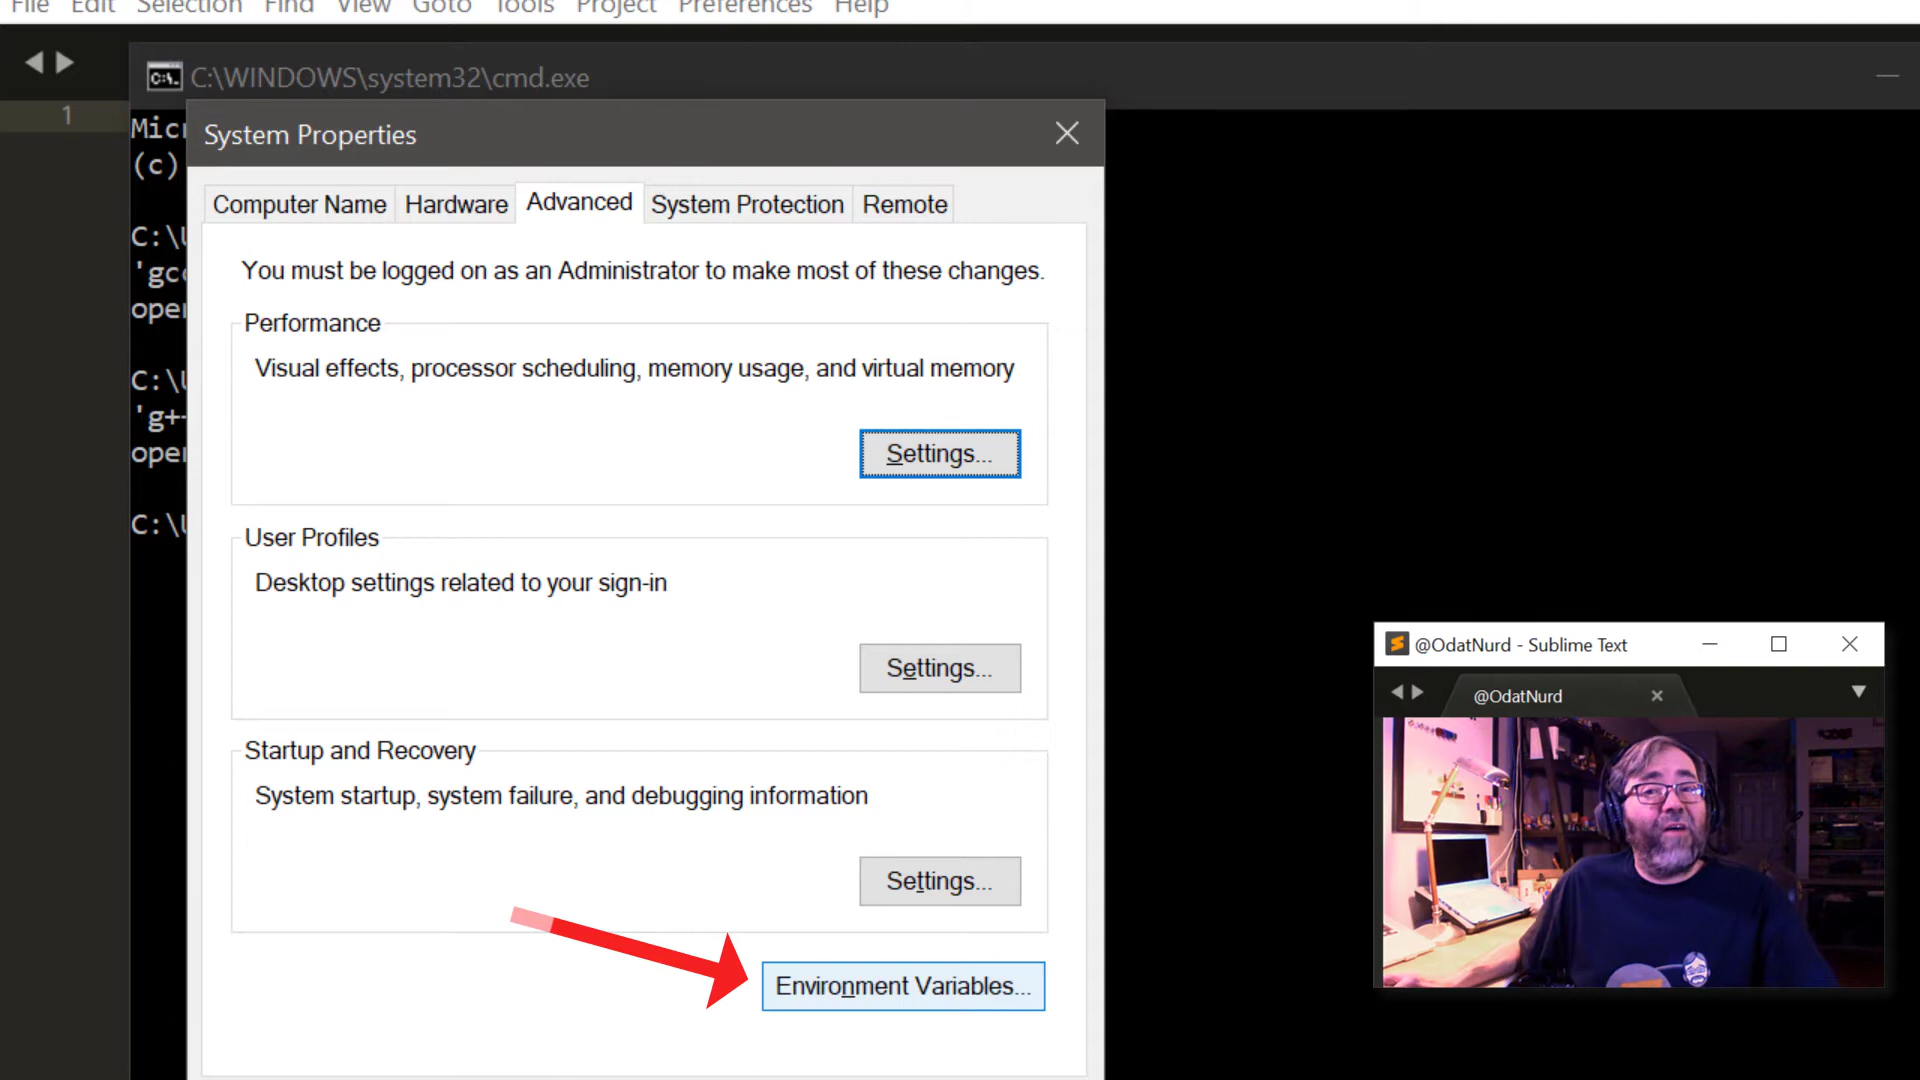 File Edit Selection Find View Goto Tools Project Preferences Help
C:\WINDOWS\system32\cmd.exe
1
Micr
(c)
System Properties
Computer Name Hardware Advanced System Protection Remote
You must be logged on as an Administrator to make most of these changes.
Performance
Visual effects, processor scheduling, memory usage, and virtual memory
Settings...
User Profiles
Desktop settings related to your sign-in
Settings...
Startup and Recovery
System startup, system failure, and debugging information
Settings...
Environment Variables...
C:\U
'gcc
oper
C:\U
'g++
oper
C:\U
@OdatNurd - Sublime Text
@OdatNurd